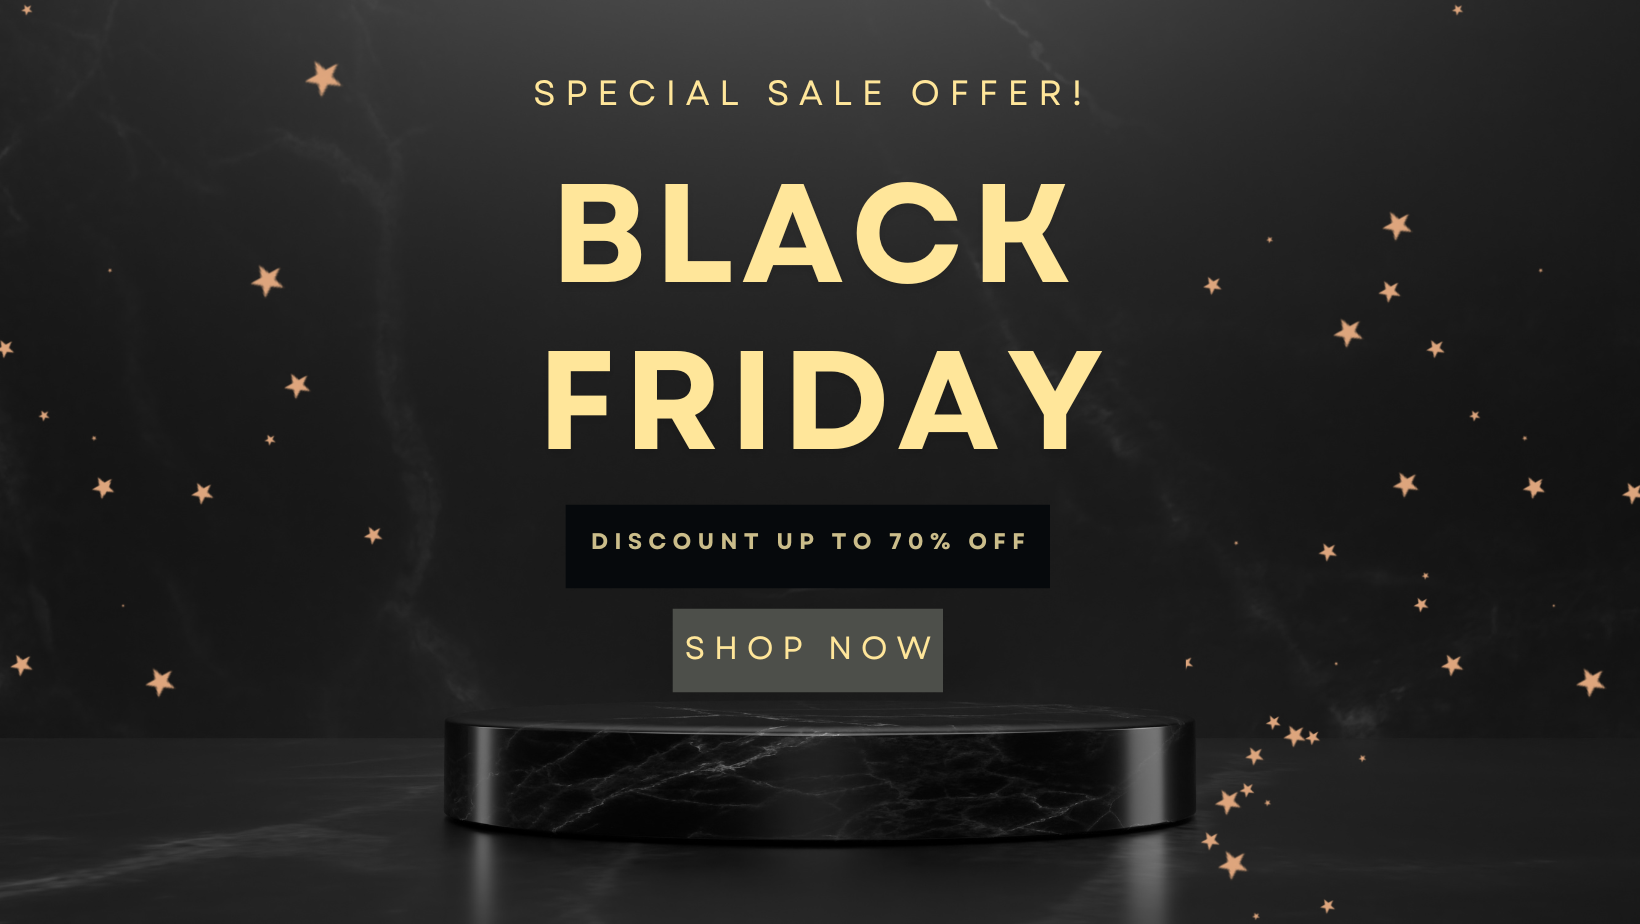 SPECIAL SALE OFFER!
BLACK
FRIDAY
DISCOUNT UP TO 70% OFF
SHOP NOW